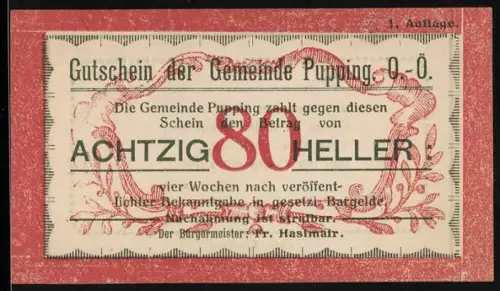 1. Auflage.
Gutschein der Gemeinde Pupping, O.-Ö.
Die Gemeinde Pupping zahlt gegen diesen
Schein den Betrag von
ACHTZIG 80 HELLER :
vier Wochen nach veröffent-
lichter Bekanntgabe in gesetzl. Bargelde.
Nachahmung ist strafbar.
Der Bürgermeister: Fr. Haslmair.